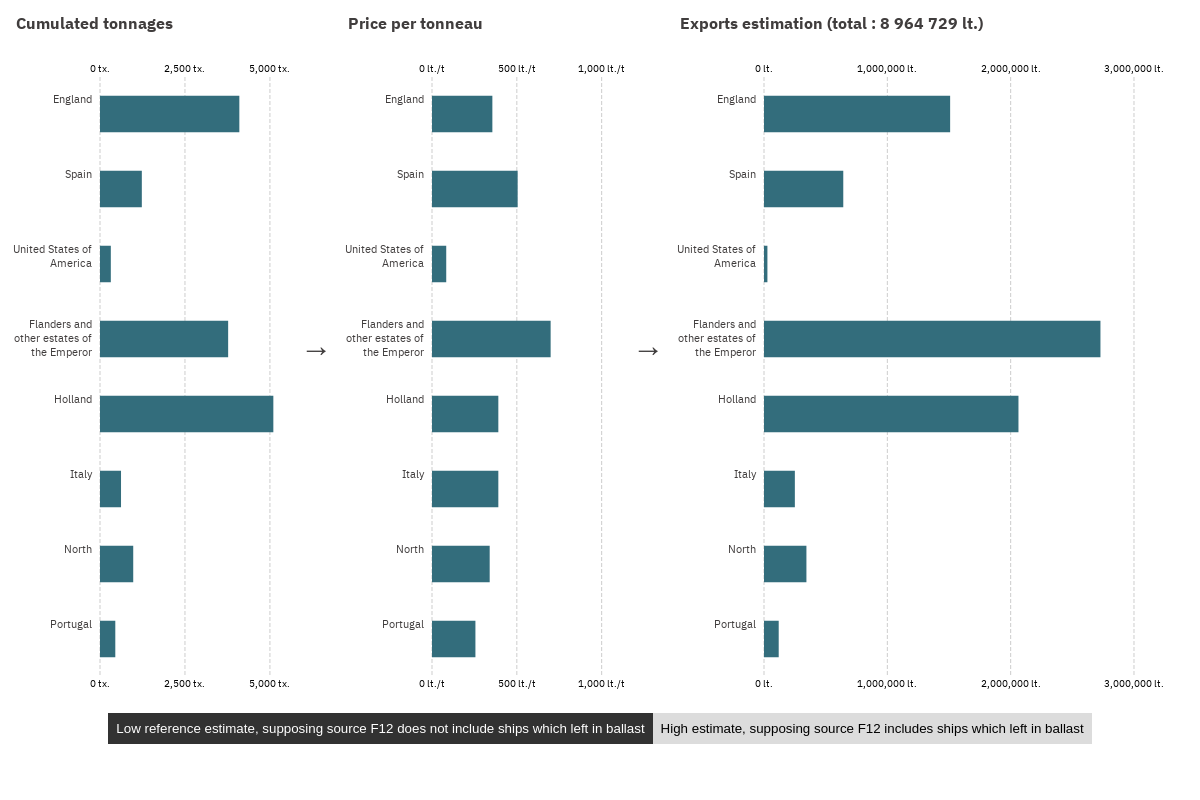 Cumulated tonnages
0 tx.
2,500 tx.
5,000 tx.
England
Spain
United States of
America
Flanders and
other estates of
the Emperor
Holland
Italy
North
Portugal
0 tx.
2,500 tx.
5,000 tx.
→
Price per tonneau
0 lt./t
500 lt./t
1,000 lt./t
England
Spain
United States of
America
Flanders and
other estates of
the Emperor
Holland
Italy
North
Portugal
0 lt./t
500 lt./t
1,000 lt./t
→
Exports estimation (total : 8 964 729 lt.)
0 lt.
1,000,000 lt.
2,000,000 lt.
3,000,000 lt.
England
Spain
United States of
America
Flanders and
other estates of
the Emperor
Holland
Italy
North
Portugal
0 lt.
1,000,000 lt.
2,000,000 lt.
3,000,000 lt.
Low reference estimate, supposing source F12 does not include ships which left in ballast
High estimate, supposing source F12 includes ships which left in ballast